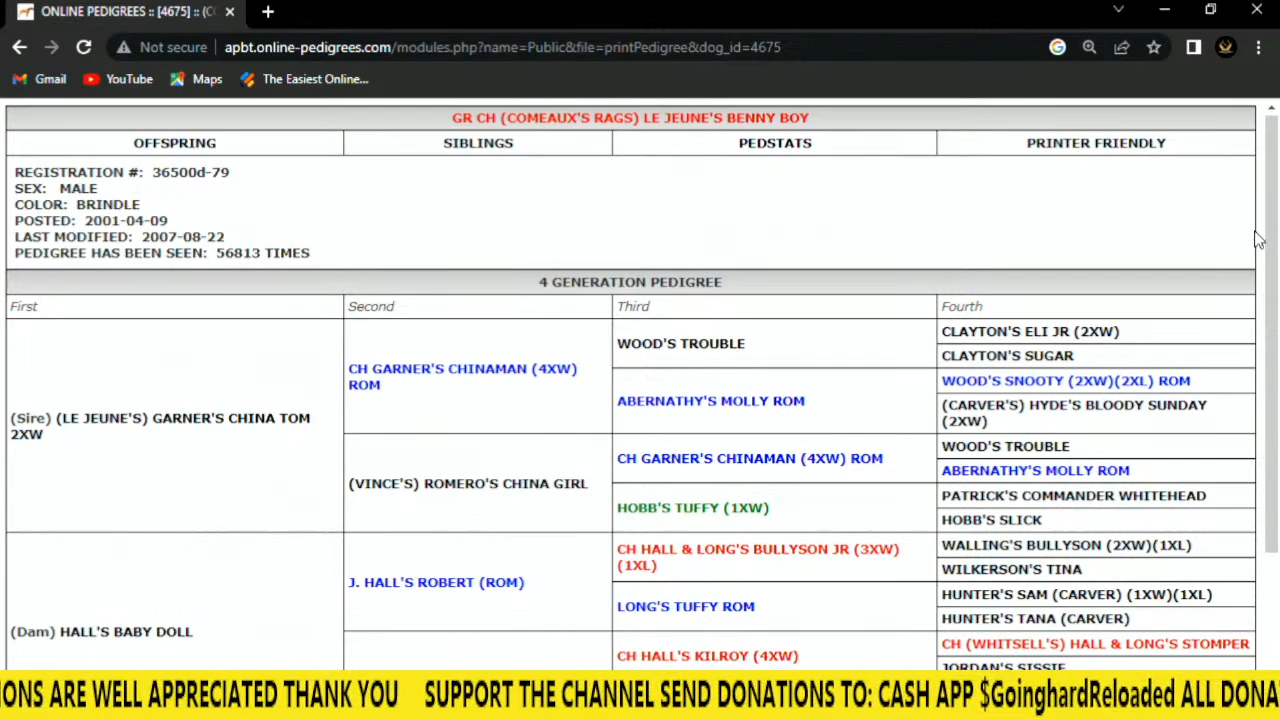 ONLINE PEDIGREES :: [4675] :: (C
Not secure apbt.online-pedigrees.com/modules.php?name=Public&file=printPedigree&dog_id=4675
Gmail YouTube Maps The Easiest Online...
GR CH (COMEAUX'S RAGS) LE JEUNE'S BENNY BOY
OFFSPRING SIBLINGS PEDSTATS PRINTER FRIENDLY
REGISTRATION #: 36500d-79
SEX: MALE
COLOR: BRINDLE
POSTED: 2001-04-09
LAST MODIFIED: 2007-08-22
PEDIGREE HAS BEEN SEEN: 56813 TIMES
4 GENERATION PEDIGREE
First Second Third Fourth
(Sire) (LE JEUNE'S) GARNER'S CHINA TOM
2XW
CH GARNER'S CHINAMAN (4XW)
ROM
WOOD'S TROUBLE
CLAYTON'S ELI JR (2XW)
CLAYTON'S SUGAR
ABERNATHY'S MOLLY ROM
WOOD'S SNOOTY (2XW)(2XL) ROM
(CARVER'S) HYDE'S BLOODY SUNDAY
(2XW)
(VINCE'S) ROMERO'S CHINA GIRL
CH GARNER'S CHINAMAN (4XW) ROM
WOOD'S TROUBLE
ABERNATHY'S MOLLY ROM
HOBB'S TUFFY (1XW)
PATRICK'S COMMANDER WHITEHEAD
HOBB'S SLICK
(Dam) HALL'S BABY DOLL
J. HALL'S ROBERT (ROM)
CH HALL & LONG'S BULLYSON JR (3XW)
(1XL)
WALLING'S BULLYSON (2XW)(1XL)
WILKERSON'S TINA
LONG'S TUFFY ROM
HUNTER'S SAM (CARVER) (1XW)(1XL)
HUNTER'S TANA (CARVER)
CH HALL'S KILROY (4XW)
CH (WHITSELL'S) HALL & LONG'S STOMPER
JORDAN'S SISSIE
IONS ARE WELL APPRECIATED THANK YOU SUPPORT THE CHANNEL SEND DONATIONS TO: CASH APP $GoinghardReloaded ALL DONA